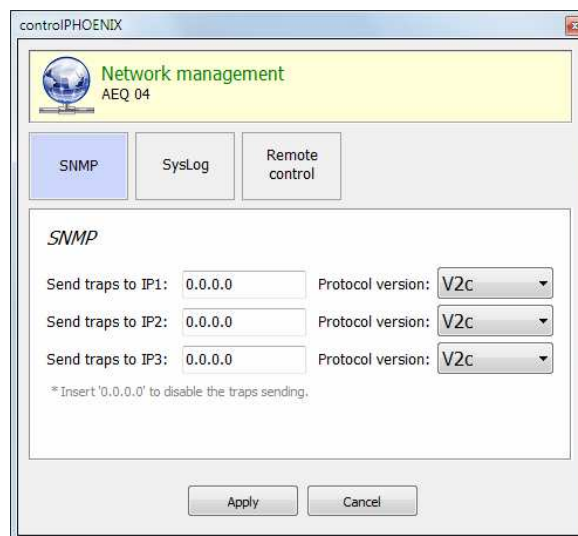 controlPHOENIX
Network management
AEQ 04
SNMP
SysLog
Remote
control
SNMP
Send traps to IP1: 0.0.0.0 Protocol version: V2c
Send traps to IP2: 0.0.0.0 Protocol version: V2c
Send traps to IP3: 0.0.0.0 Protocol version: V2c
* Insert '0.0.0.0' to disable the traps sending.
Apply Cancel